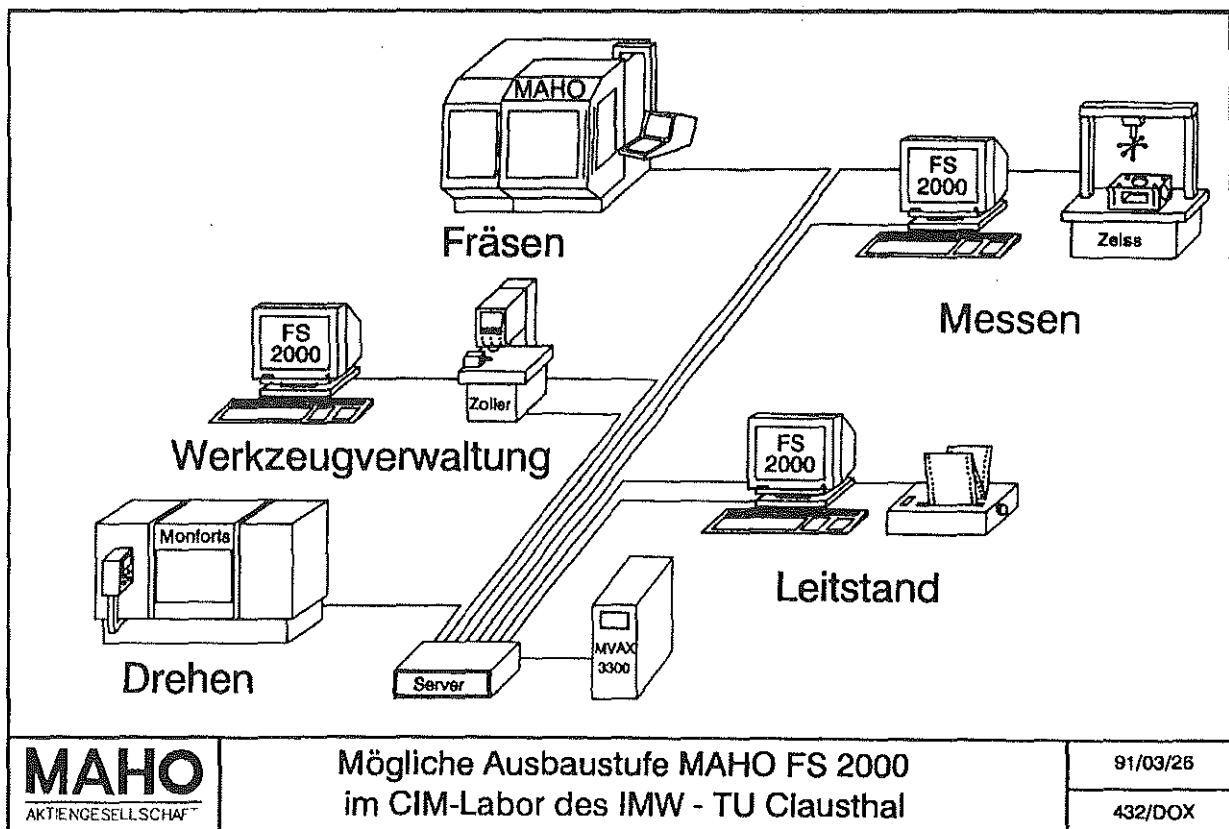 MAHO
Fräsen
FS
2000
Zeiss
Messen
FS
2000
Zoller
Werkzeugverwaltung
FS
2000
Leitstand
Monforts
Drehen
Server
MVAX
3300
MAHO
AKTIENGESELLSCHAFT
Mögliche Ausbaustufe MAHO FS 2000
im CIM-Labor des IMW - TU Clausthal
91/03/26
432/DOX